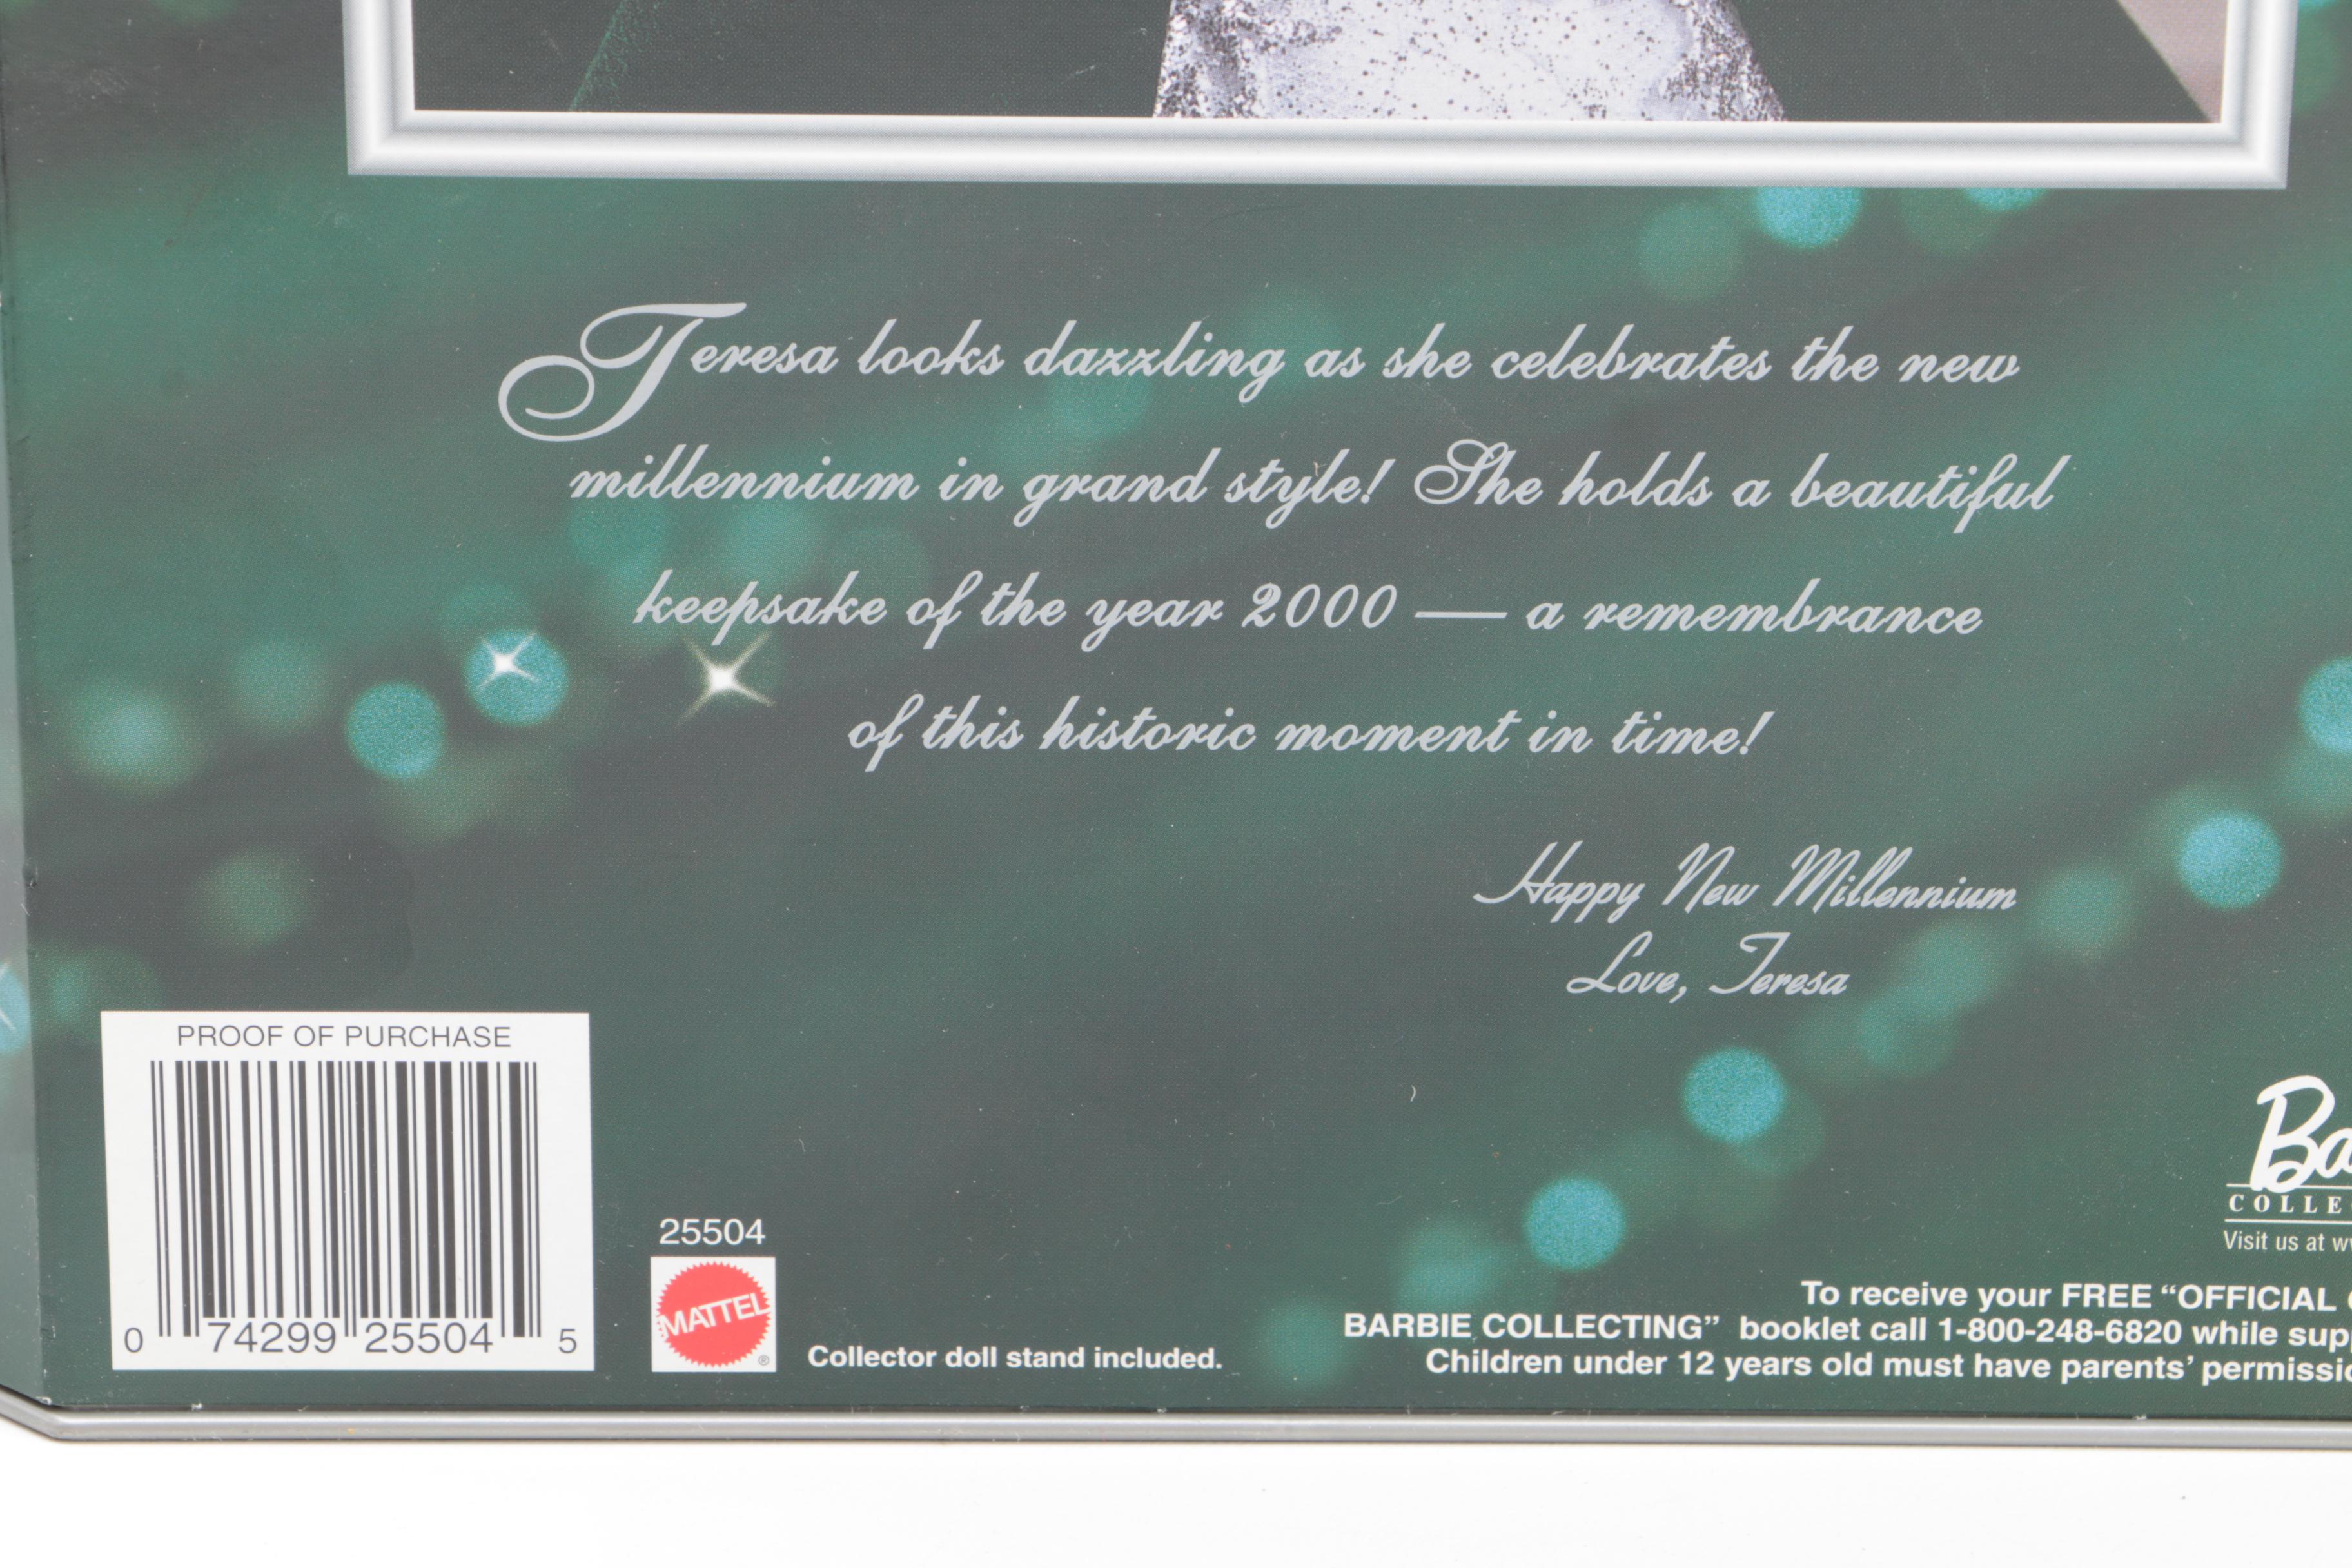 Teresa looks dazzling as she celebrates the new
millennium in grand style! She holds a beautiful
keepsake of the year 2000 — a remembrance
of this historic moment in time!
Happy New Millennium
Love, Teresa
PROOF OF PURCHASE
0 74299 25504 5
25504
MATTEL®
Collector doll stand included.
Visit us at
To receive your FREE “OFFICIAL
BARBIE COLLECTING” booklet call 1-800-248-6820 while
Children under 12 years old must have parents’